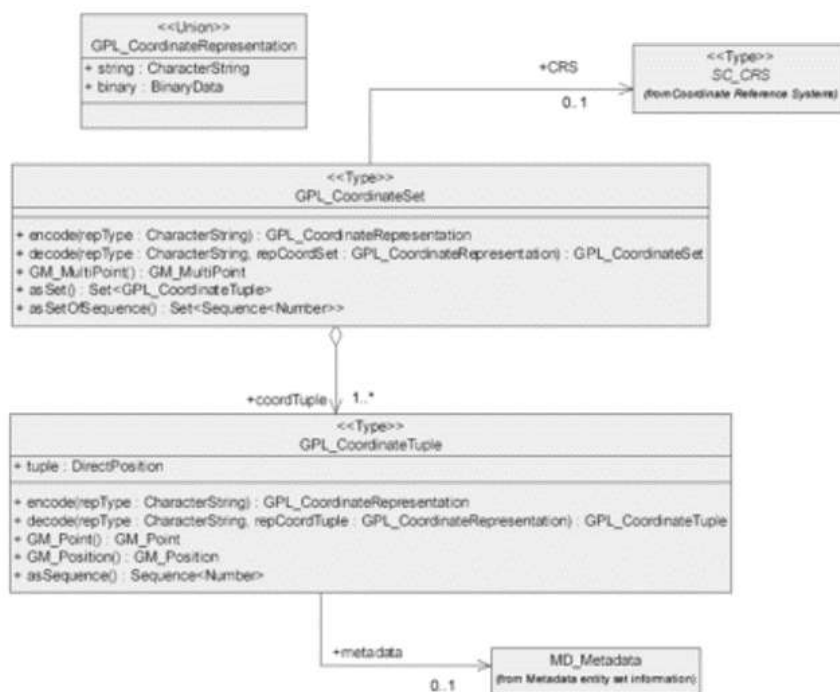 <<Union>>
GPL_CoordinateRepresentation
+ string : CharacterString
+ binary : BinaryData
+CRS
0..1
<<Type>>
SC_CRS
(from Coordinate Reference Systems)
<<Type>>
GPL_CoordinateSet
+ encode(repType : CharacterString) : GPL_CoordinateRepresentation
+ decode(repType : CharacterString, repCoordSet : GPL_CoordinateRepresentation) : GPL_CoordinateSet
+ GM_MultiPoint() : GM_MultiPoint
+ asSet() : Set<GPL_CoordinateTuple>
+ asSetOfSequence() : Set<Sequence<Number>>
+coordTuple
1..*
<<Type>>
GPL_CoordinateTuple
+ tuple : DirectPosition
+ encode(repType : CharacterString) : GPL_CoordinateRepresentation
+ decode(repType : CharacterString, repCoordTuple : GPL_CoordinateRepresentation) : GPL_CoordinateTuple
+ GM_Point() : GM_Point
+ GM_Position() : GM_Position
+ asSequence() : Sequence<Number>
+metadata
0..1
MD_Metadata
(from Metadata entity set information)